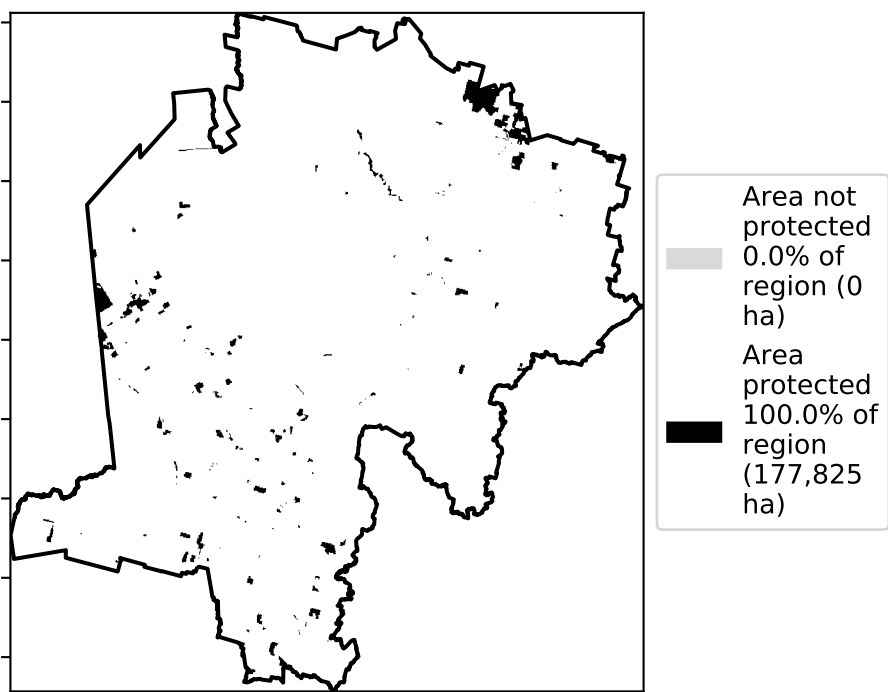 Area not
protected
0.0% of
region (0
ha)
Area
protected
100.0% of
region
(177,825
ha)